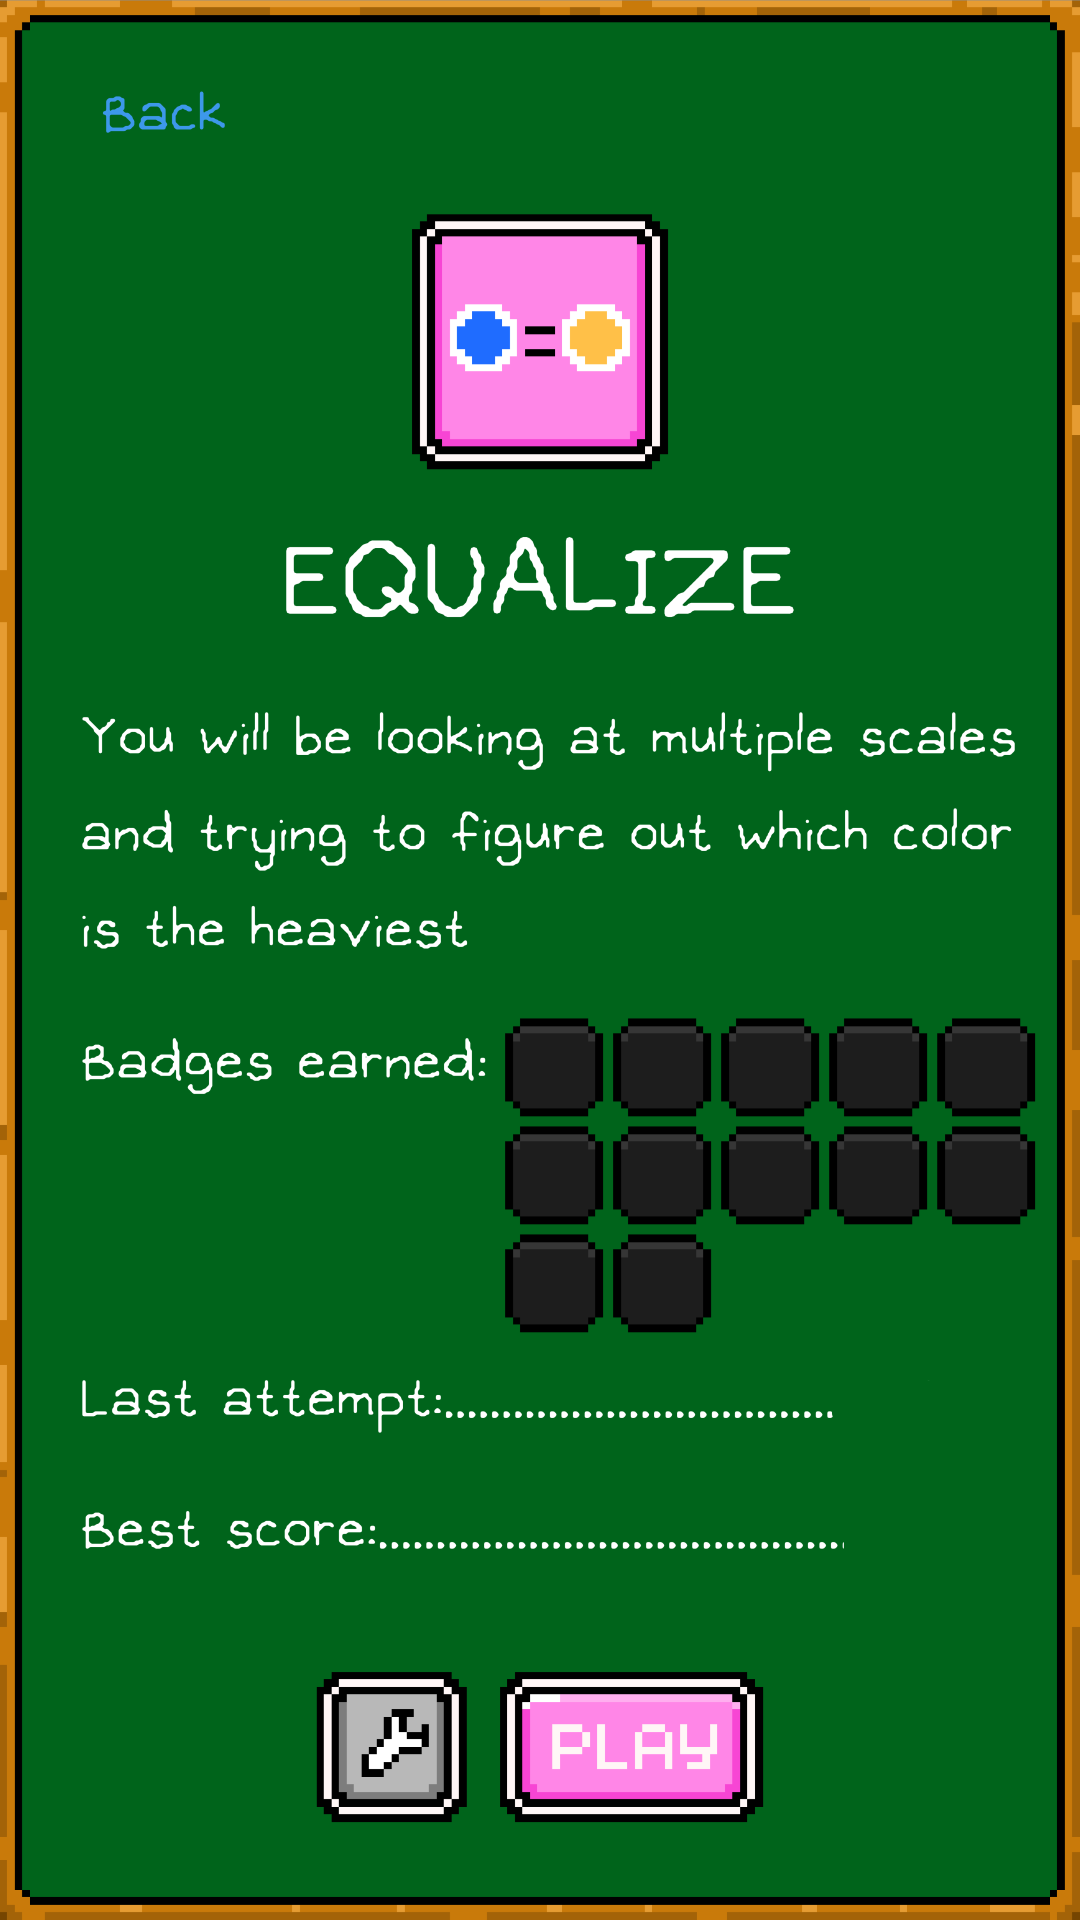 Back
=
EQUALIZE
You will be looking at multiple scales
and trying to figure out which color
is the heaviest
Badges earned:
Last attempt:.................................
Best score:........................................
PLAY